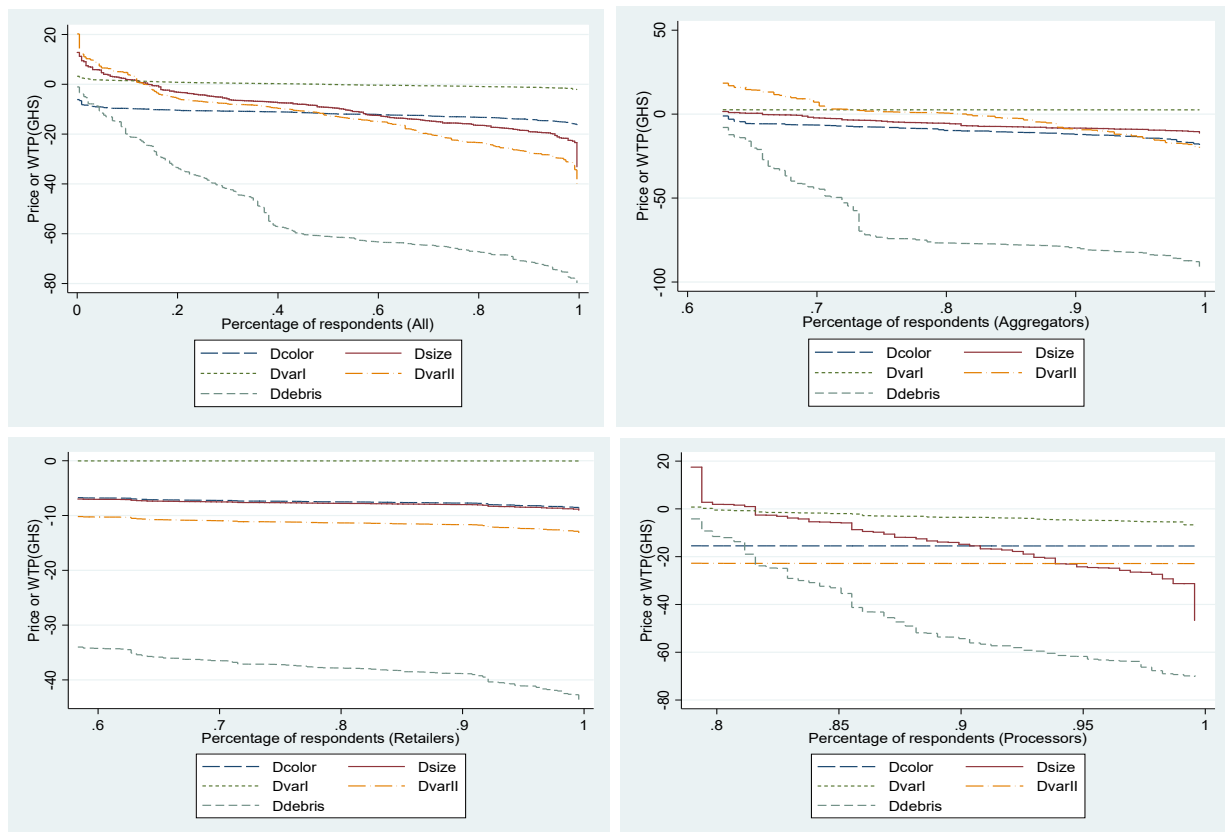 Price or WTP(GHS)
20
0
-20
-40
-60
-80
0 .2 .4 .6 .8 1
Percentage of respondents (All)
Dcolor Dsize
DvarI DvarII
Ddebris
Price or WTP(GHS)
50
0
-50
-100
.6 .7 .8 .9 1
Percentage of respondents (Aggregators)
Dcolor Dsize
DvarI DvarII
Ddebris
Price or WTP(GHS)
0
-10
-20
-30
-40
.6 .7 .8 .9 1
Percentage of respondents (Retailers)
Dcolor Dsize
DvarI DvarII
Ddebris
Price or WTP(GHS)
20
0
-20
-40
-60
-80
.8 .85 .9 .95 1
Percentage of respondents (Processors)
Dcolor Dsize
DvarI DvarII
Ddebris